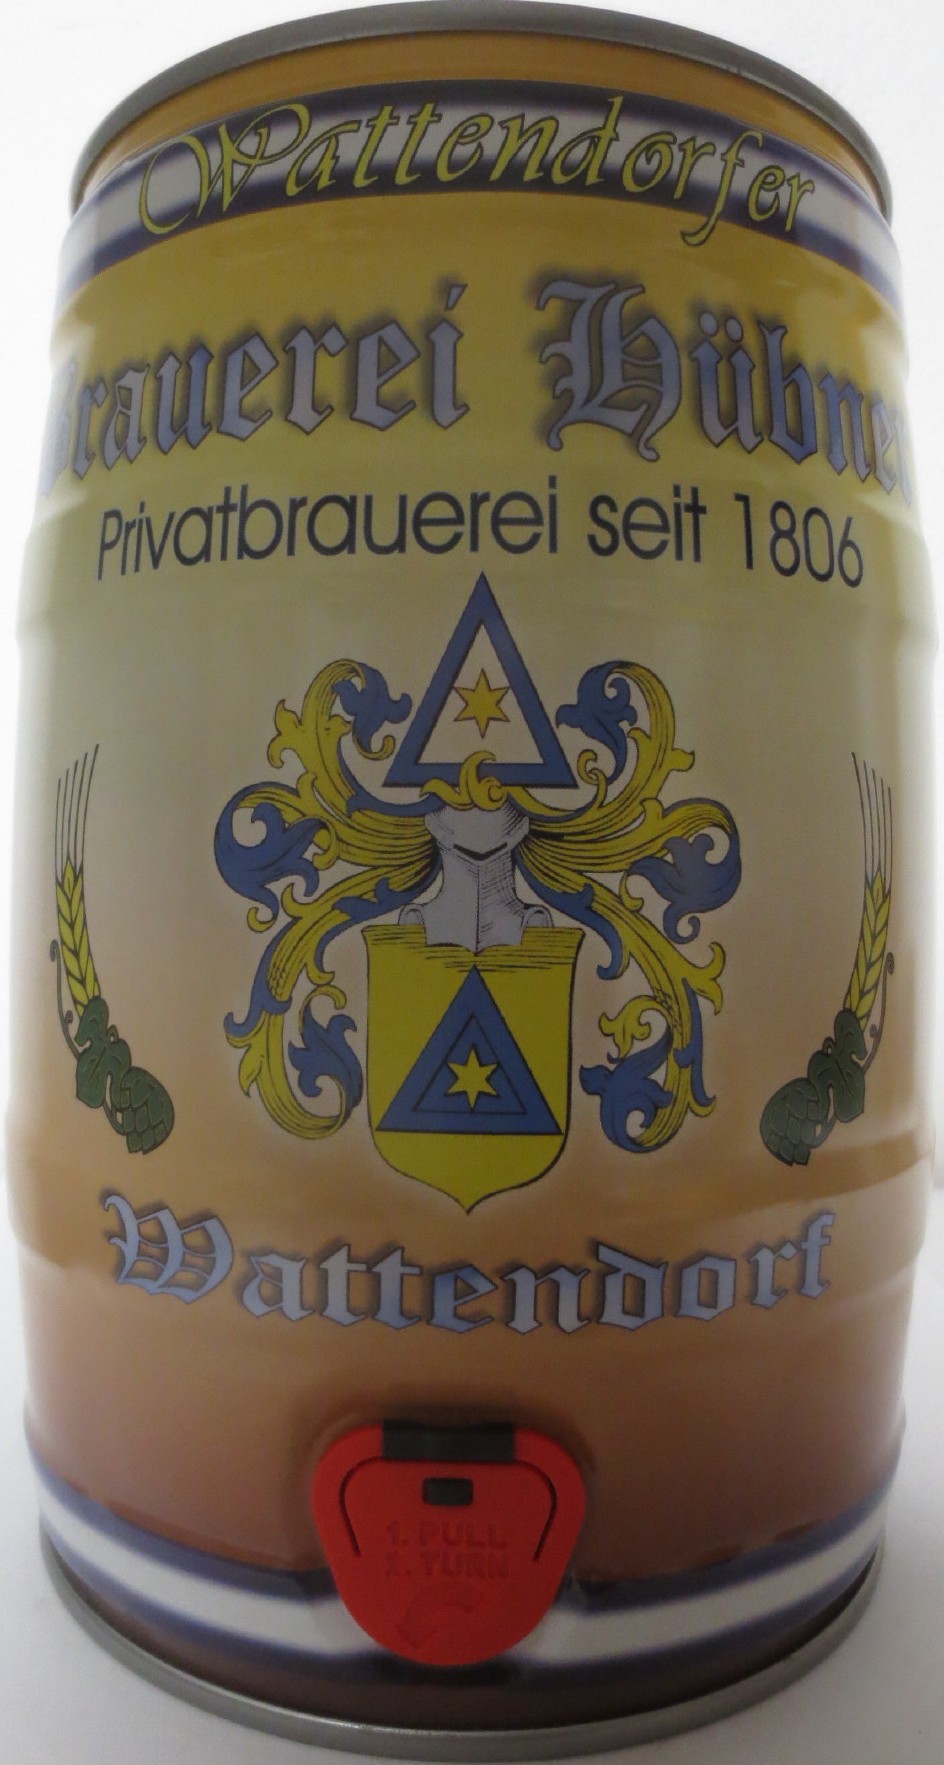 Wattendorfer
Brauerei Hübner
Privatbrauerei seit 1806
Wattendorf
1. PULL
2. TURN